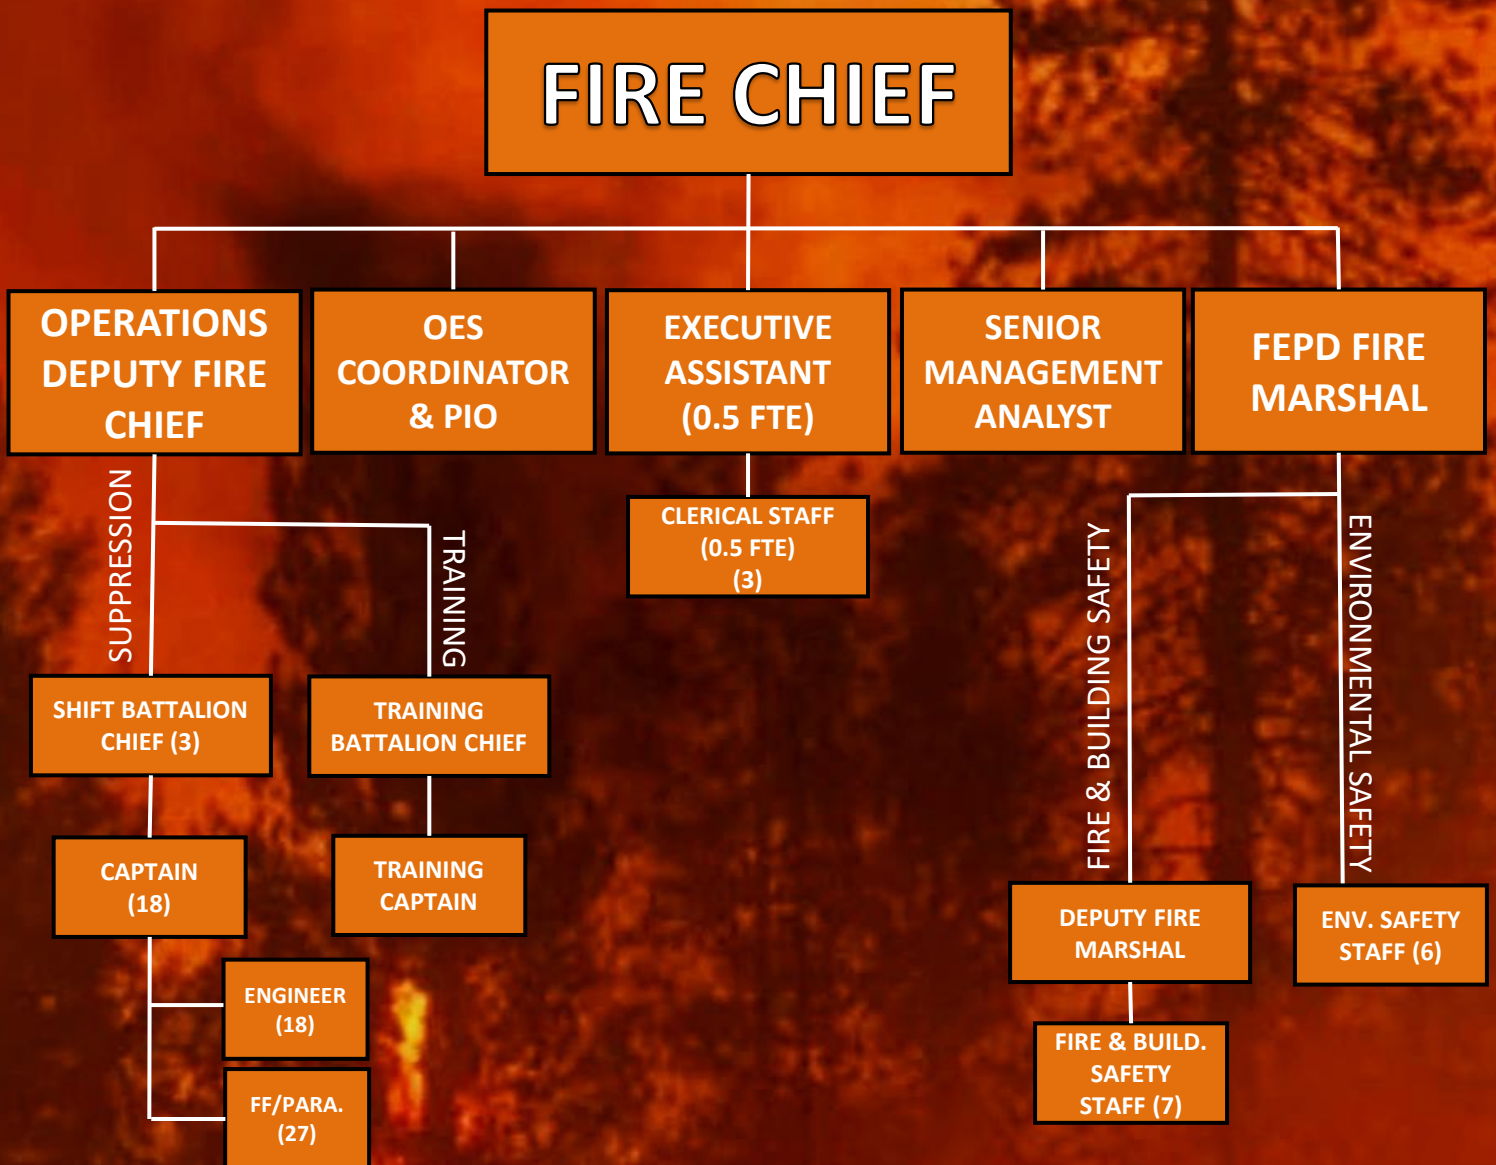 FIRE CHIEF
OPERATIONS
DEPUTY FIRE
CHIEF
OES
COORDINATOR
& PIO
EXECUTIVE
ASSISTANT
(0.5 FTE)
SENIOR
MANAGEMENT
ANALYST
FEPD FIRE
MARSHAL
SUPPRESSION
TRAINING
CLERICAL STAFF
(0.5 FTE)
(3)
FIRE & BUILDING SAFETY
ENVIRONMENTAL SAFETY
SHIFT BATTALION
CHIEF (3)
TRAINING
BATTALION CHIEF
CAPTAIN
(18)
TRAINING
CAPTAIN
DEPUTY FIRE
MARSHAL
ENV. SAFETY
STAFF (6)
ENGINEER
(18)
FF/PARA.
(27)
FIRE & BUILD.
SAFETY
STAFF (7)